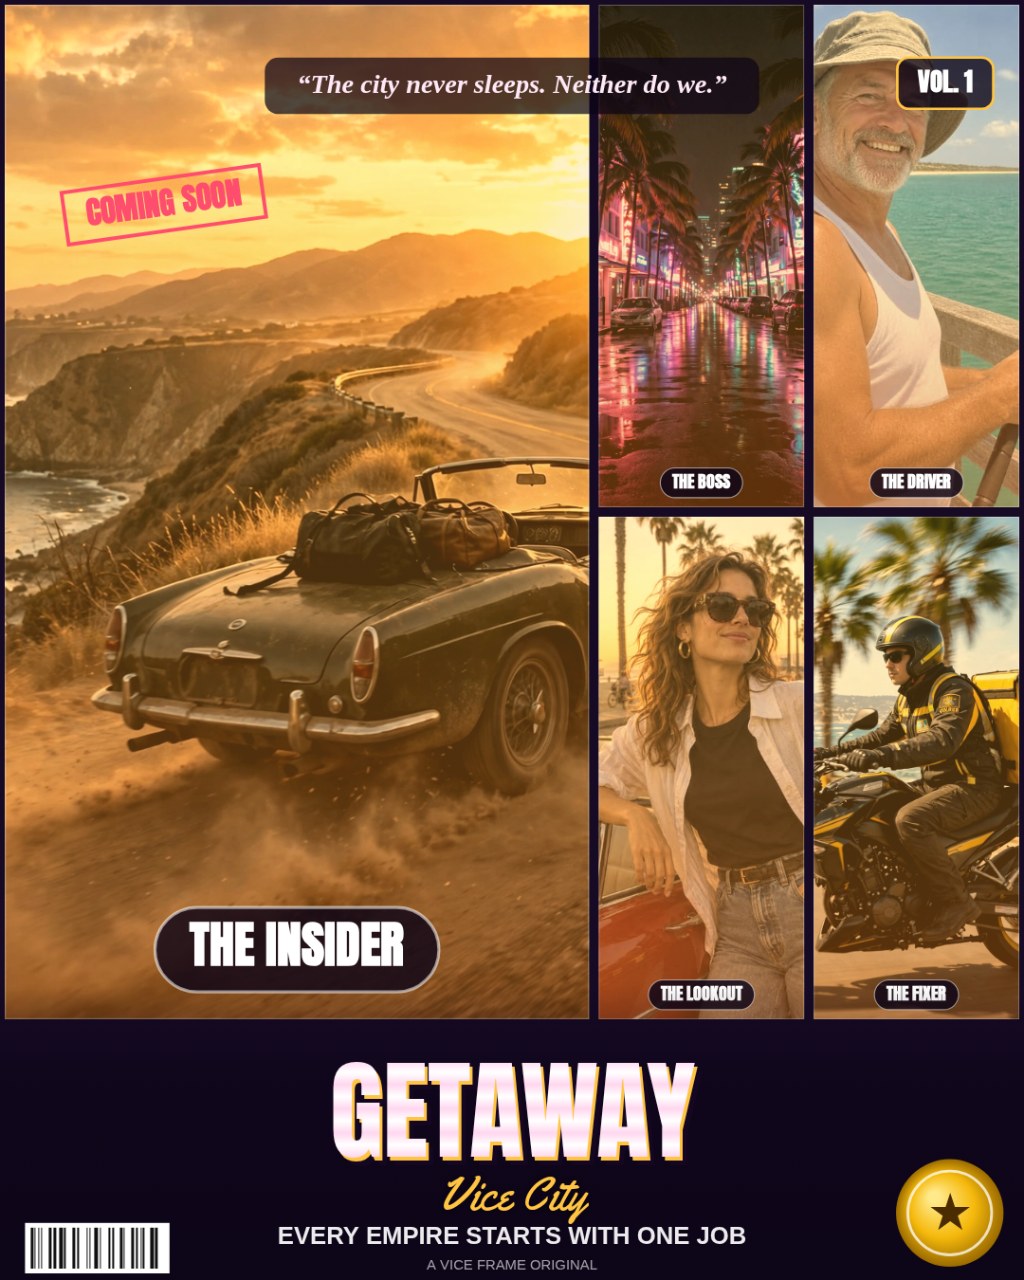 “The city never sleeps. Neither do we.”
VOL. 1
COMING SOON
THE BOSS
THE DRIVER
THE INSIDER
THE LOOKOUT
THE FIXER
GETAWAY
Vice City
EVERY EMPIRE STARTS WITH ONE JOB
A VICE FRAME ORIGINAL